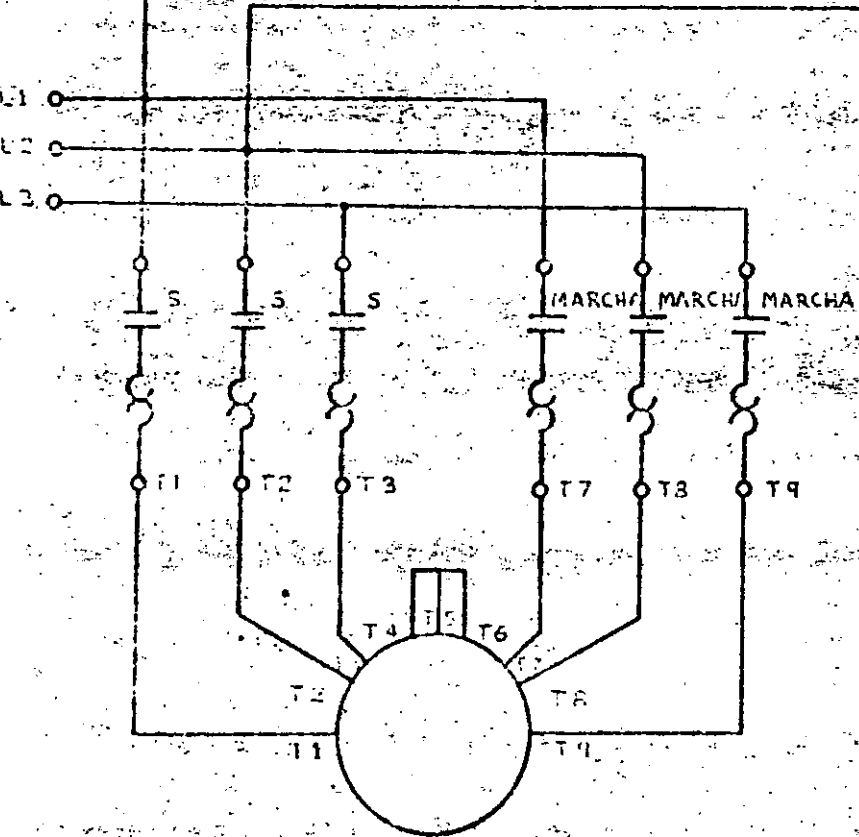 L1
L2
L3
S S S MARCHA MARCHA MARCHA
T1 T2 T3 T7 T8 T9
T4 T5 T6
T7
T2 T8
T1 T9